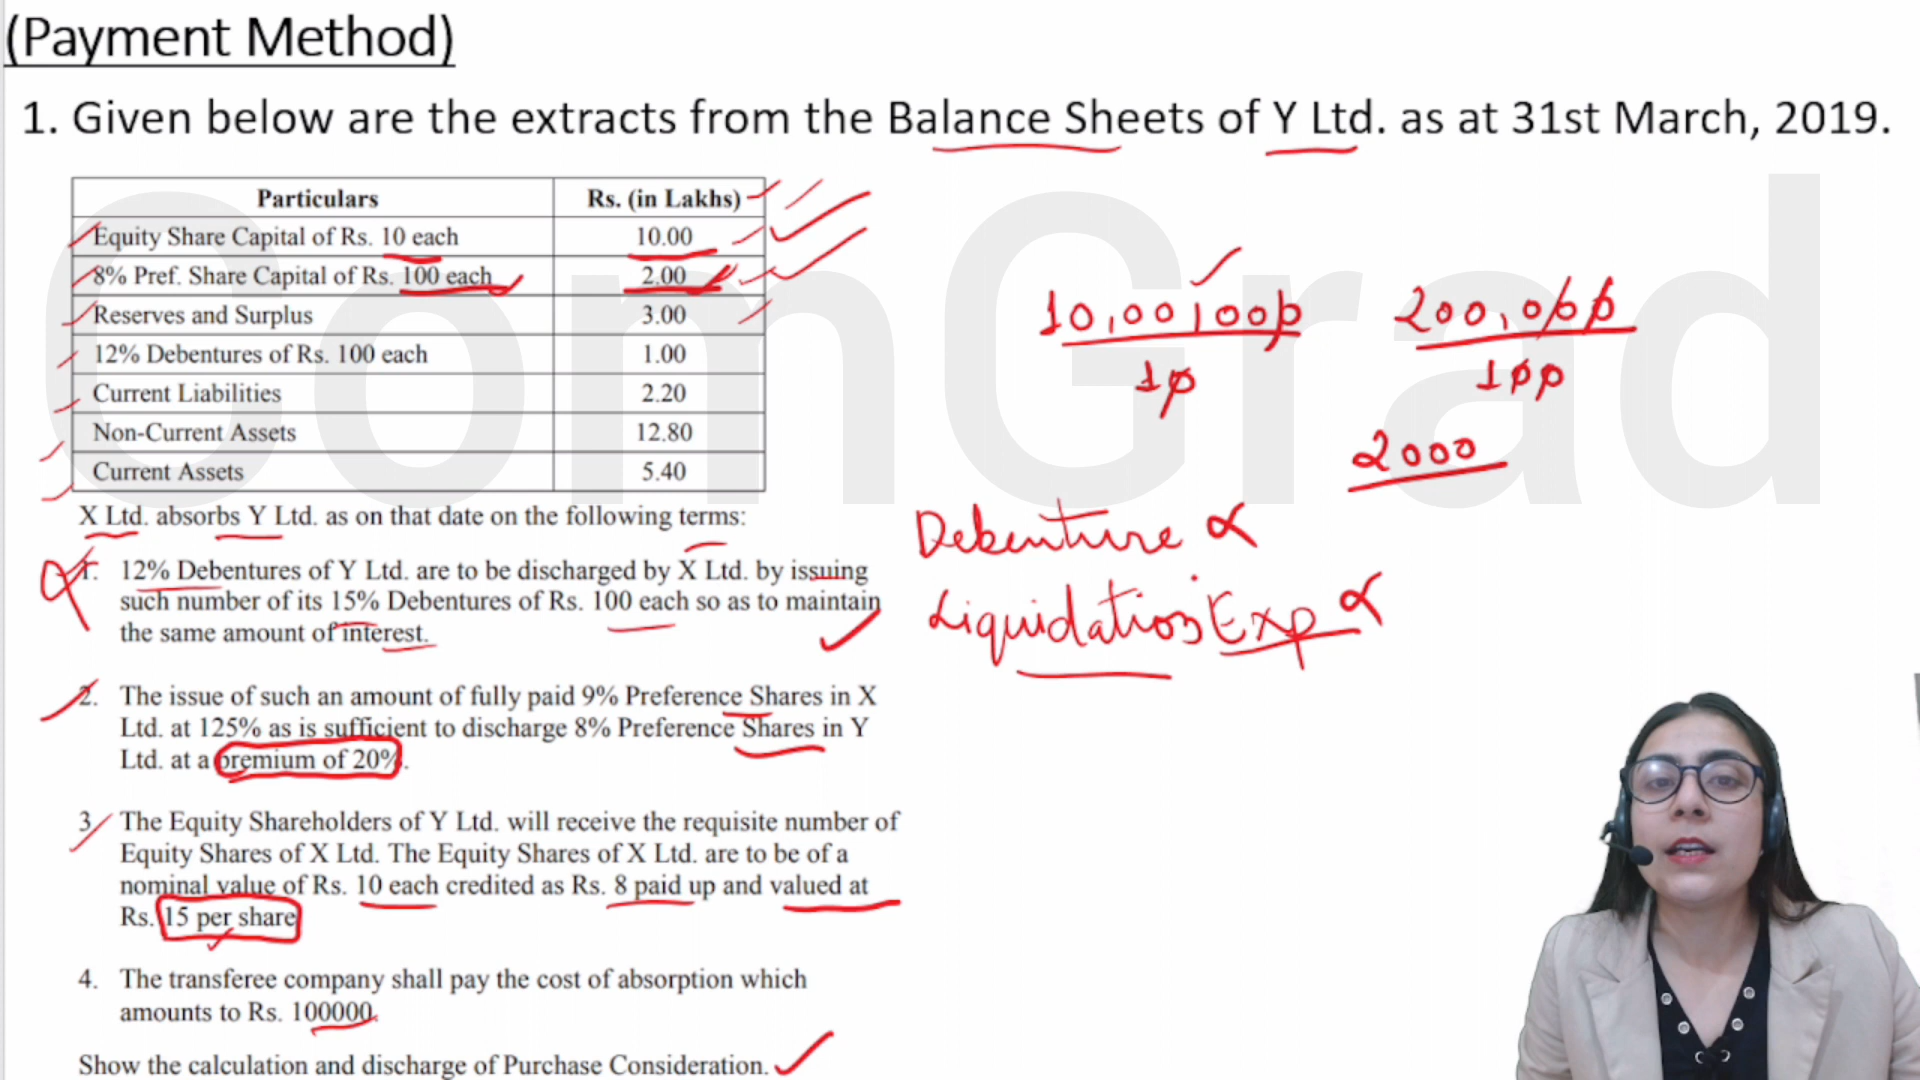 (Payment Method)
1. Given below are the extracts from the Balance Sheets of Y Ltd. as at 31st March, 2019.
Particulars Rs. (in Lakhs)
Equity Share Capital of Rs. 10 each 10.00
8% Pref. Share Capital of Rs. 100 each 2.00
Reserves and Surplus 3.00
12% Debentures of Rs. 100 each 1.00
Current Liabilities 2.20
Non-Current Assets 12.80
Current Assets 5.40
X Ltd. absorbs Y Ltd. as on that date on the following terms:
1. 12% Debentures of Y Ltd. are to be discharged by X Ltd. by issuing
such number of its 15% Debentures of Rs. 100 each so as to maintain
the same amount of interest.
2. The issue of such an amount of fully paid 9% Preference Shares in X
Ltd. at 125% as is sufficient to discharge 8% Preference Shares in Y
Ltd. at a premium of 20%.
3. The Equity Shareholders of Y Ltd. will receive the requisite number of
Equity Shares of X Ltd. The Equity Shares of X Ltd. are to be of a
nominal value of Rs. 10 each credited as Rs. 8 paid up and valued at
Rs. 15 per share
4. The transferee company shall pay the cost of absorption which
amounts to Rs. 100000.
Show the calculation and discharge of Purchase Consideration.
10,00,000
10
200,000
100
2000
Debenture
Liquidation Exp
ComGrad